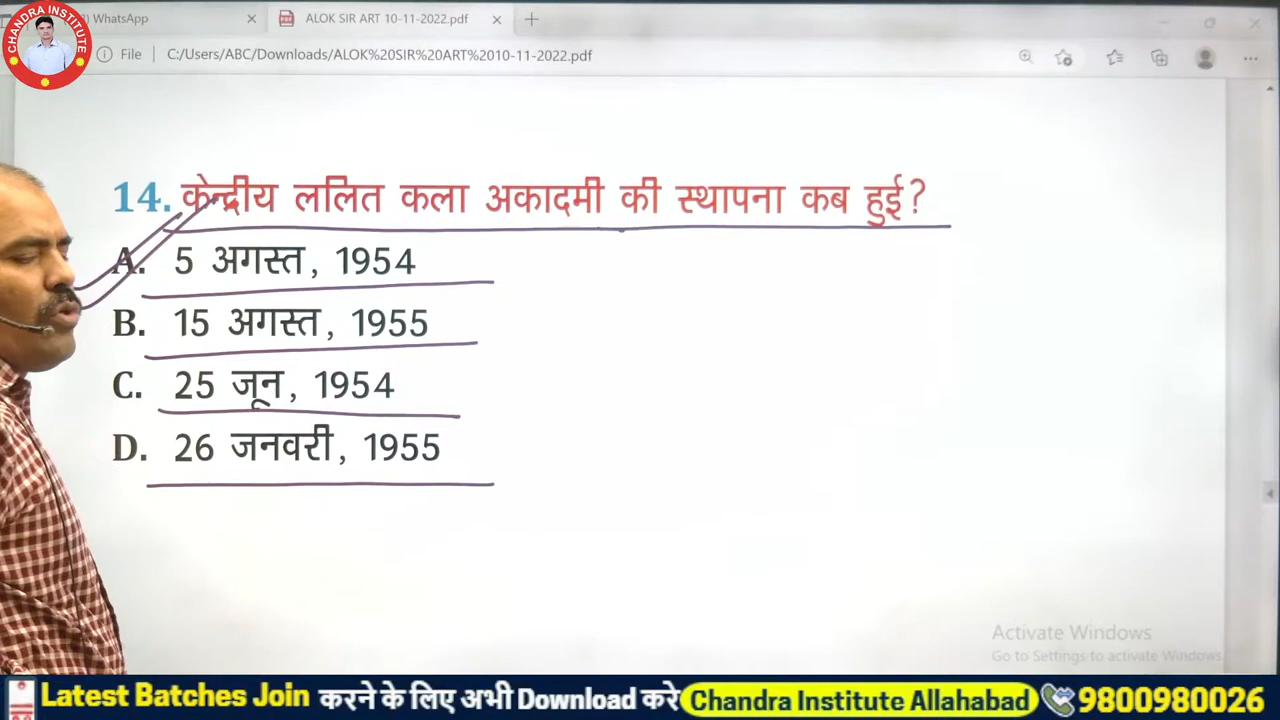 CHANDRA INSTITUTE
WhatsApp
ALOK SIR ART 10-11-2022.pdf
File
C:/Users/ABC/Downloads/ALOK%20SIR%20ART%2010-11-2022.pdf
14. केन्द्रीय ललित कला अकादमी की स्थापना कब हुई?
A. 5 अगस्त, 1954
B. 15 अगस्त, 1955
C. 25 जून, 1954
D. 26 जनवरी, 1955
Activate Windows
Go to Settings to activate Windows.
Latest Batches Join करने के लिए अभी Download करे Chandra Institute Allahabad 9800980026